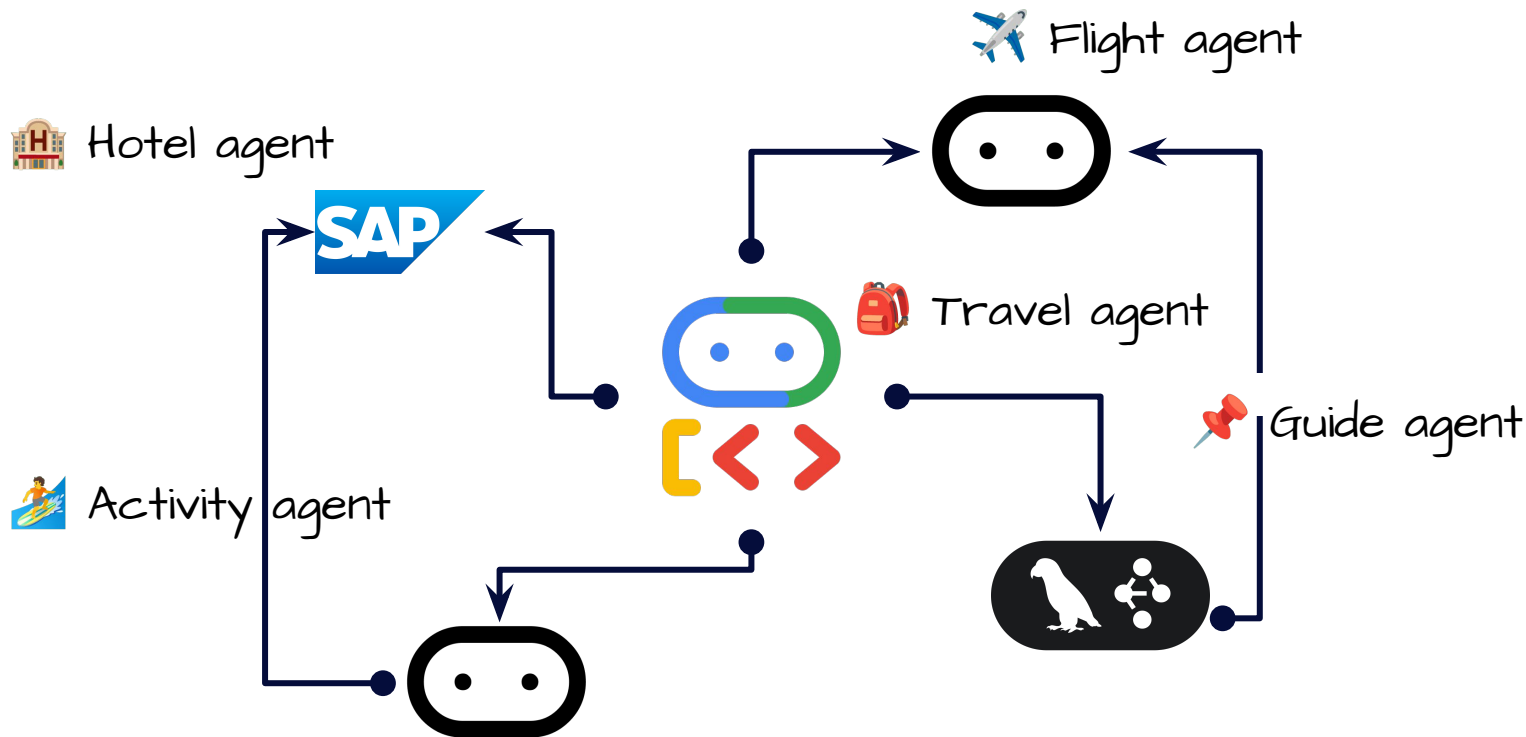 Flight agent
Hotel agent
SAP
Travel agent
Guide agent
Activity agent